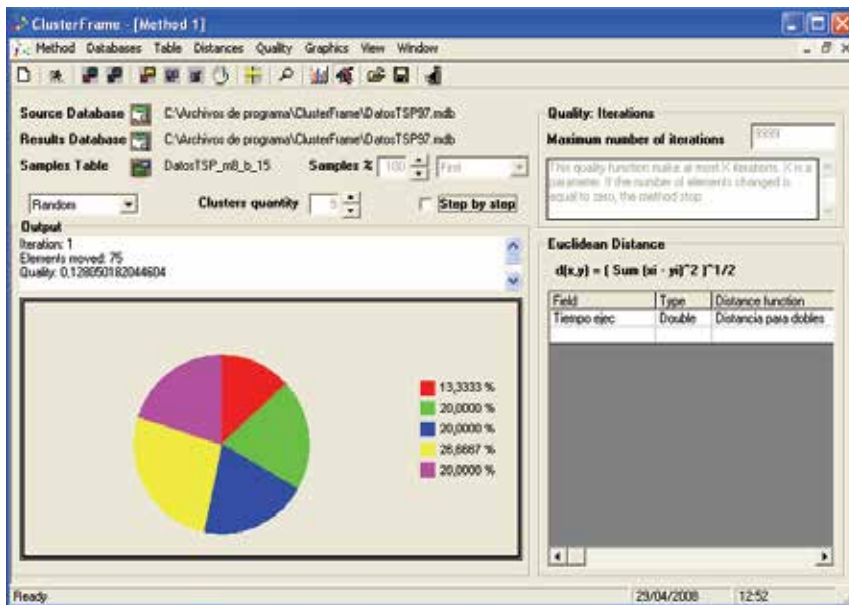 ClusterFrame - [Method 1]
Method Databases Table Distances Quality Graphics View Window
Source Database C:\Archivos de programa\ClusterFrame\DatosTSP97.mdb
Results Database C:\Archivos de programa\ClusterFrame\DatosTSP97.mdb
Samples Table DatosTSP_m8_b_15 Samples % 100 First
Random Clusters quantity 5 Step by step
Output
Iteration: 1
Elements moved: 75
Quality: 0,128050182044604
13,3333 %
20,0000 %
20,0000 %
26,6667 %
20,0000 %
Quality: Iterations
Maximum number of iterations 9999
This quality function make at most X iterations. X is a
parameter. If the number of elements changed is
equal to zero, the method stop
Euclidean Distance
d(x,y) = ( Sum (xi - yi)^2 )^1/2
Field Type Distance function
Tiempo ejec Double Distancia para dobles
Ready 29/04/2008 12:52